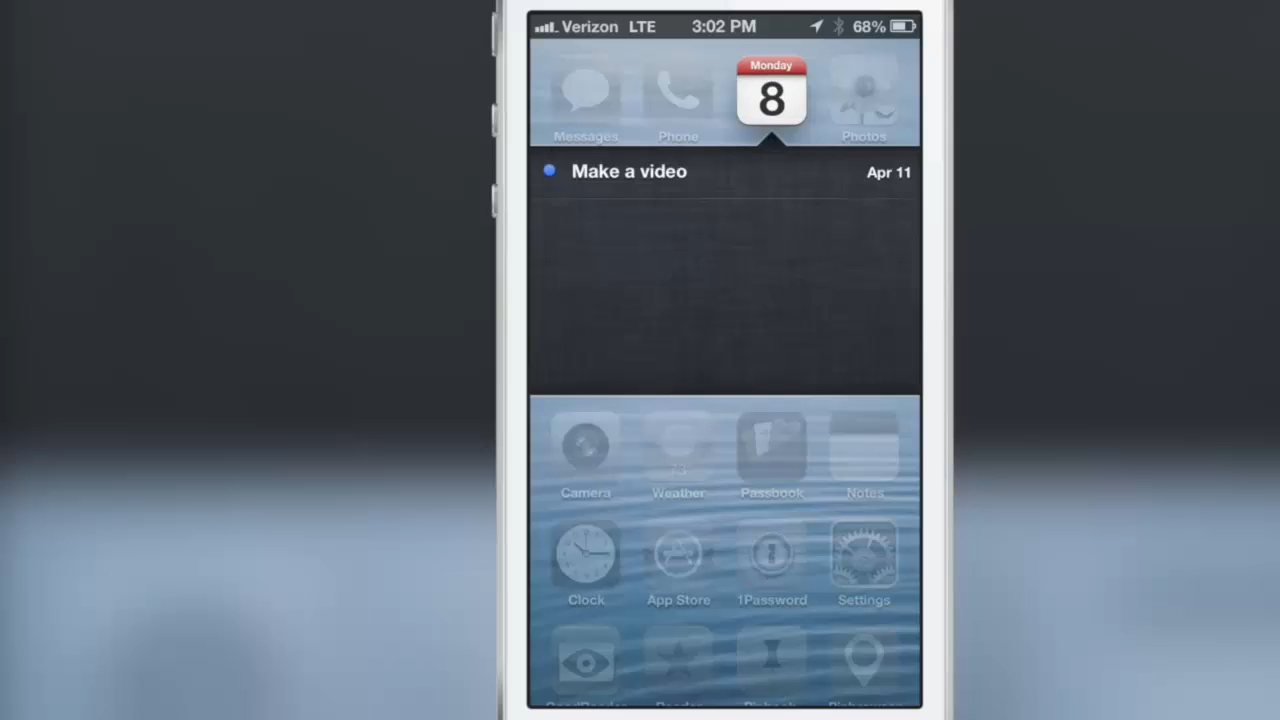 Verizon LTE 3:02 PM 68%
Monday
8
Messages Phone Photos
Make a video Apr 11
Camera Weather Passbook Notes
Clock App Store 1Password Settings